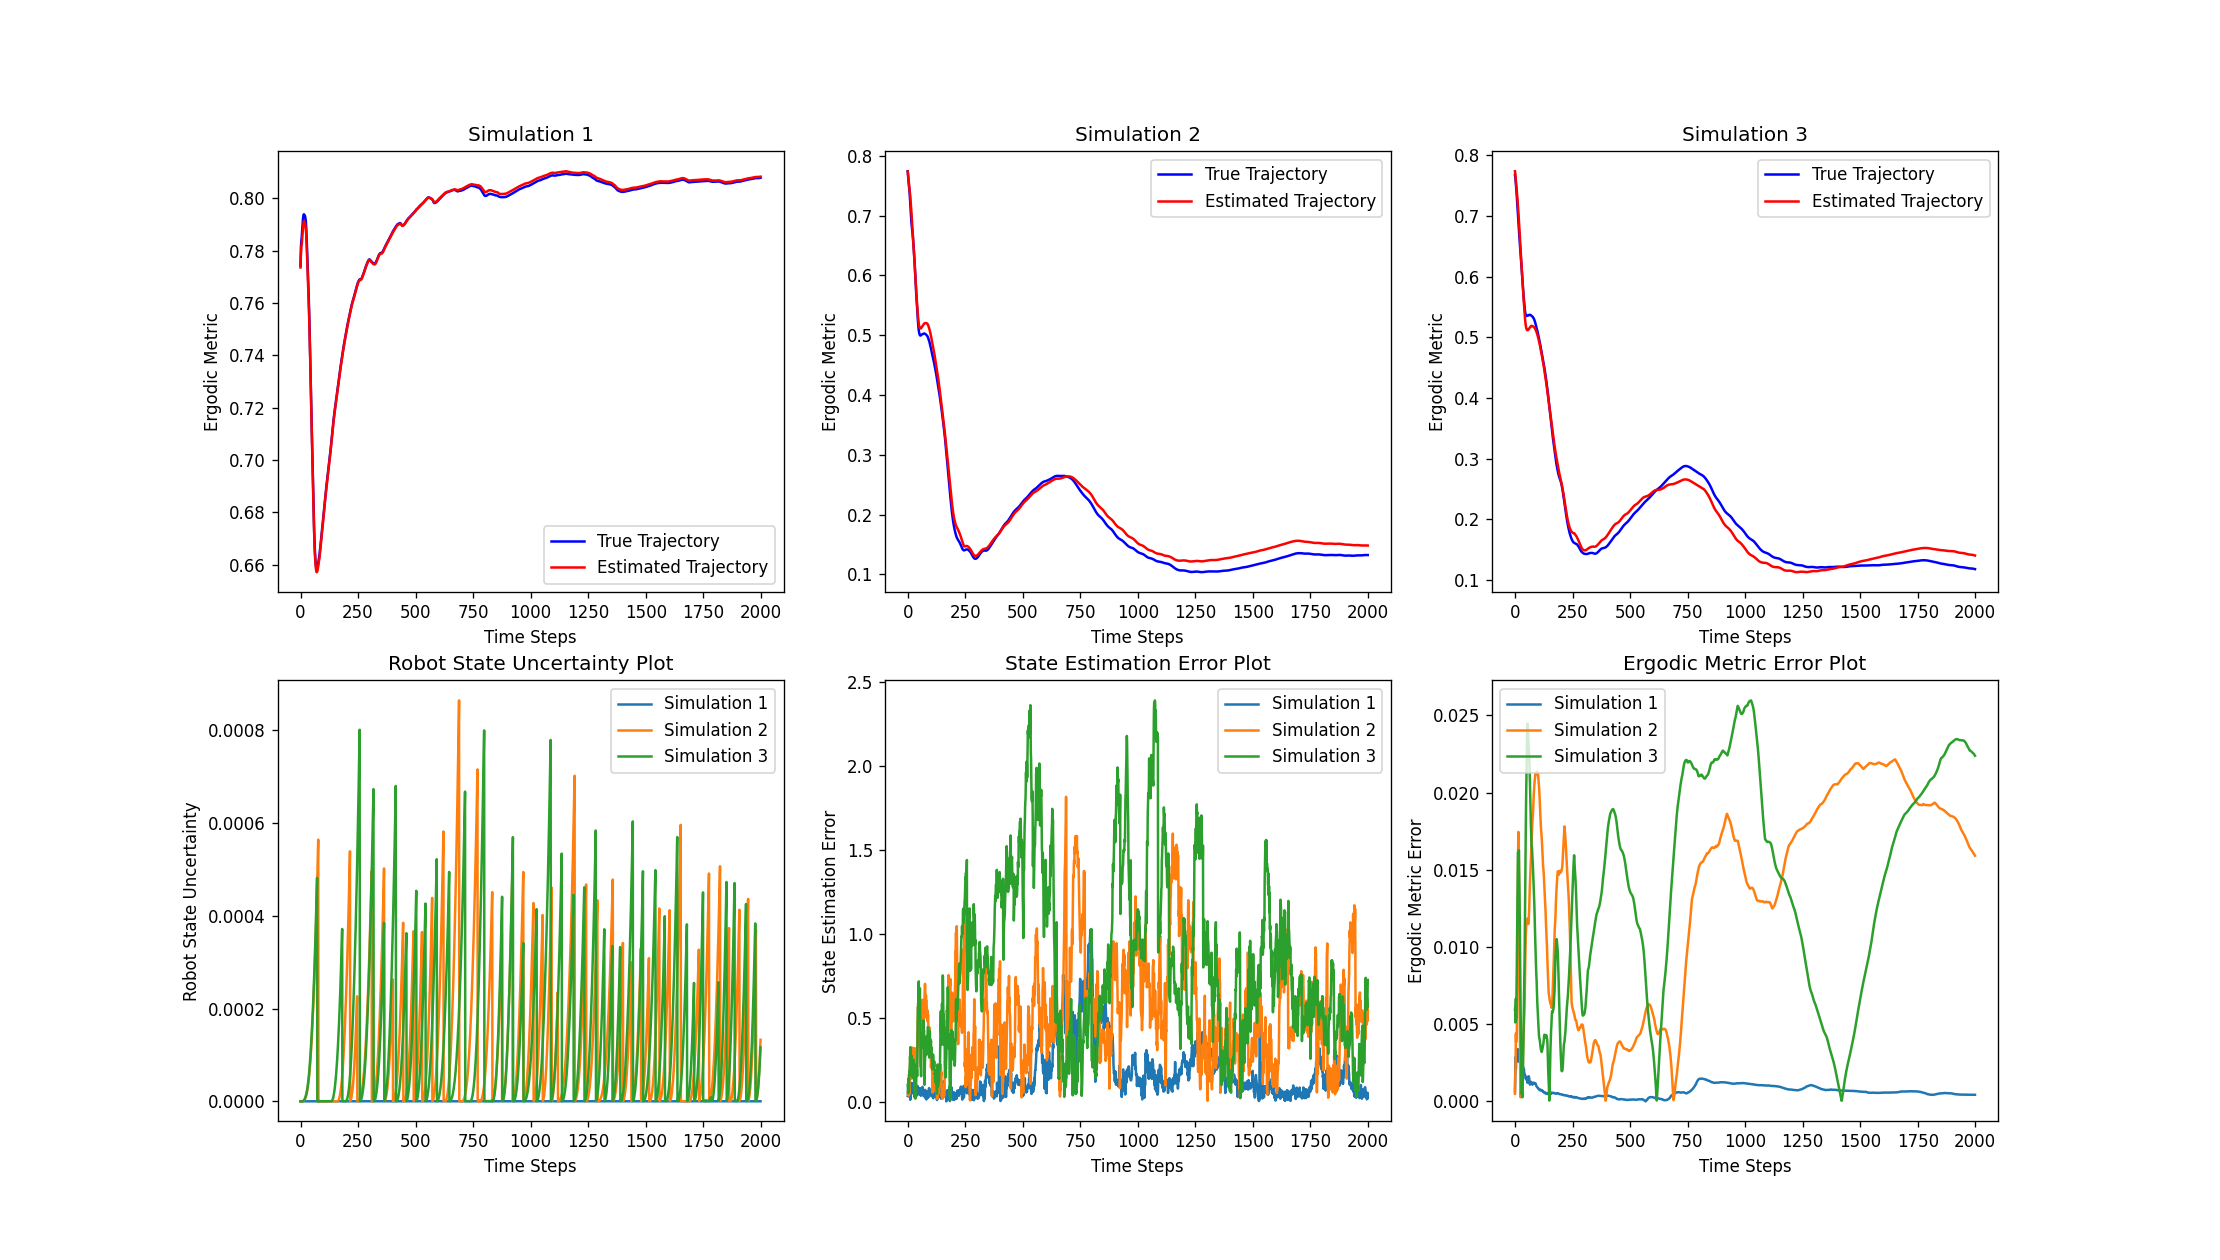 Simulation 1
Ergodic Metric
0.80
0.78
0.76
0.74
0.72
0.70
0.68
0.66
True Trajectory
Estimated Trajectory
0 250 500 750 1000 1250 1500 1750 2000
Time Steps
Simulation 2
Ergodic Metric
0.8
0.7
0.6
0.5
0.4
0.3
0.2
0.1
True Trajectory
Estimated Trajectory
0 250 500 750 1000 1250 1500 1750 2000
Time Steps
Simulation 3
Ergodic Metric
0.8
0.7
0.6
0.5
0.4
0.3
0.2
0.1
True Trajectory
Estimated Trajectory
0 250 500 750 1000 1250 1500 1750 2000
Time Steps
Robot State Uncertainty Plot
Robot State Uncertainty
0.0008
0.0006
0.0004
0.0002
0.0000
Simulation 1
Simulation 2
Simulation 3
0 250 500 750 1000 1250 1500 1750 2000
Time Steps
State Estimation Error Plot
State Estimation Error
2.5
2.0
1.5
1.0
0.5
0.0
Simulation 1
Simulation 2
Simulation 3
0 250 500 750 1000 1250 1500 1750 2000
Time Steps
Ergodic Metric Error Plot
Ergodic Metric Error
0.025
0.020
0.015
0.010
0.005
0.000
Simulation 1
Simulation 2
Simulation 3
0 250 500 750 1000 1250 1500 1750 2000
Time Steps